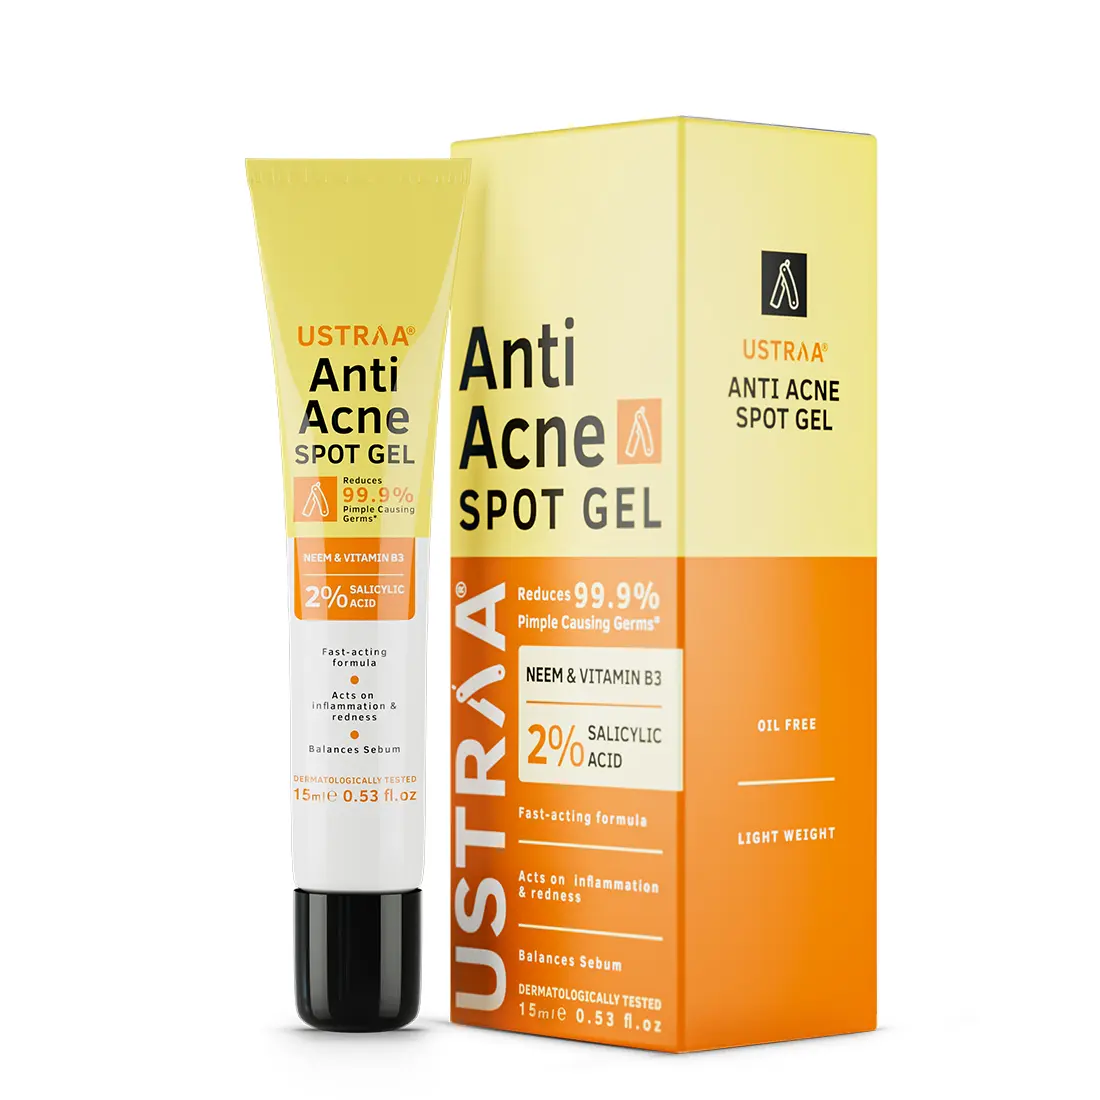 USTRAA®
Anti
Acne
SPOT GEL
Reduces
99.9%
Pimple Causing
Germs*
NEEM & VITAMIN B3
2% SALICYLIC
ACID
Fast-acting
formula
Acts on
inflammation &
redness
Balances Sebum
DERMATOLOGICALLY TESTED
15ml℮ 0.53 fl.oz
Anti
Acne
SPOT GEL
USTRAA®
Reduces 99.9%
Pimple Causing Germs*
NEEM & VITAMIN B3
2% SALICYLIC
ACID
Fast-acting formula
Acts on inflammation
& redness
Balances Sebum
DERMATOLOGICALLY TESTED
15ml℮ 0.53 fl.oz
USTRAA®
ANTI ACNE
SPOT GEL
OIL FREE
LIGHT WEIGHT